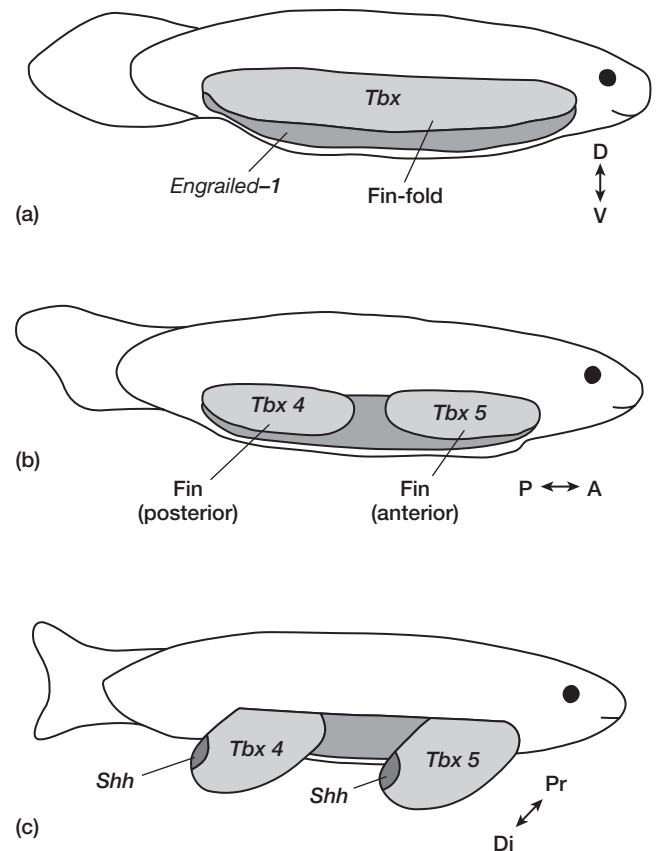 Tbx
Engrailed–1
Fin-fold
D
V
(a)
Tbx 4
Tbx 5
(b)
Fin
(posterior)
Fin
(anterior)
P
A
Tbx 4
Tbx 5
Shh
Shh
Pr
Di
(c)